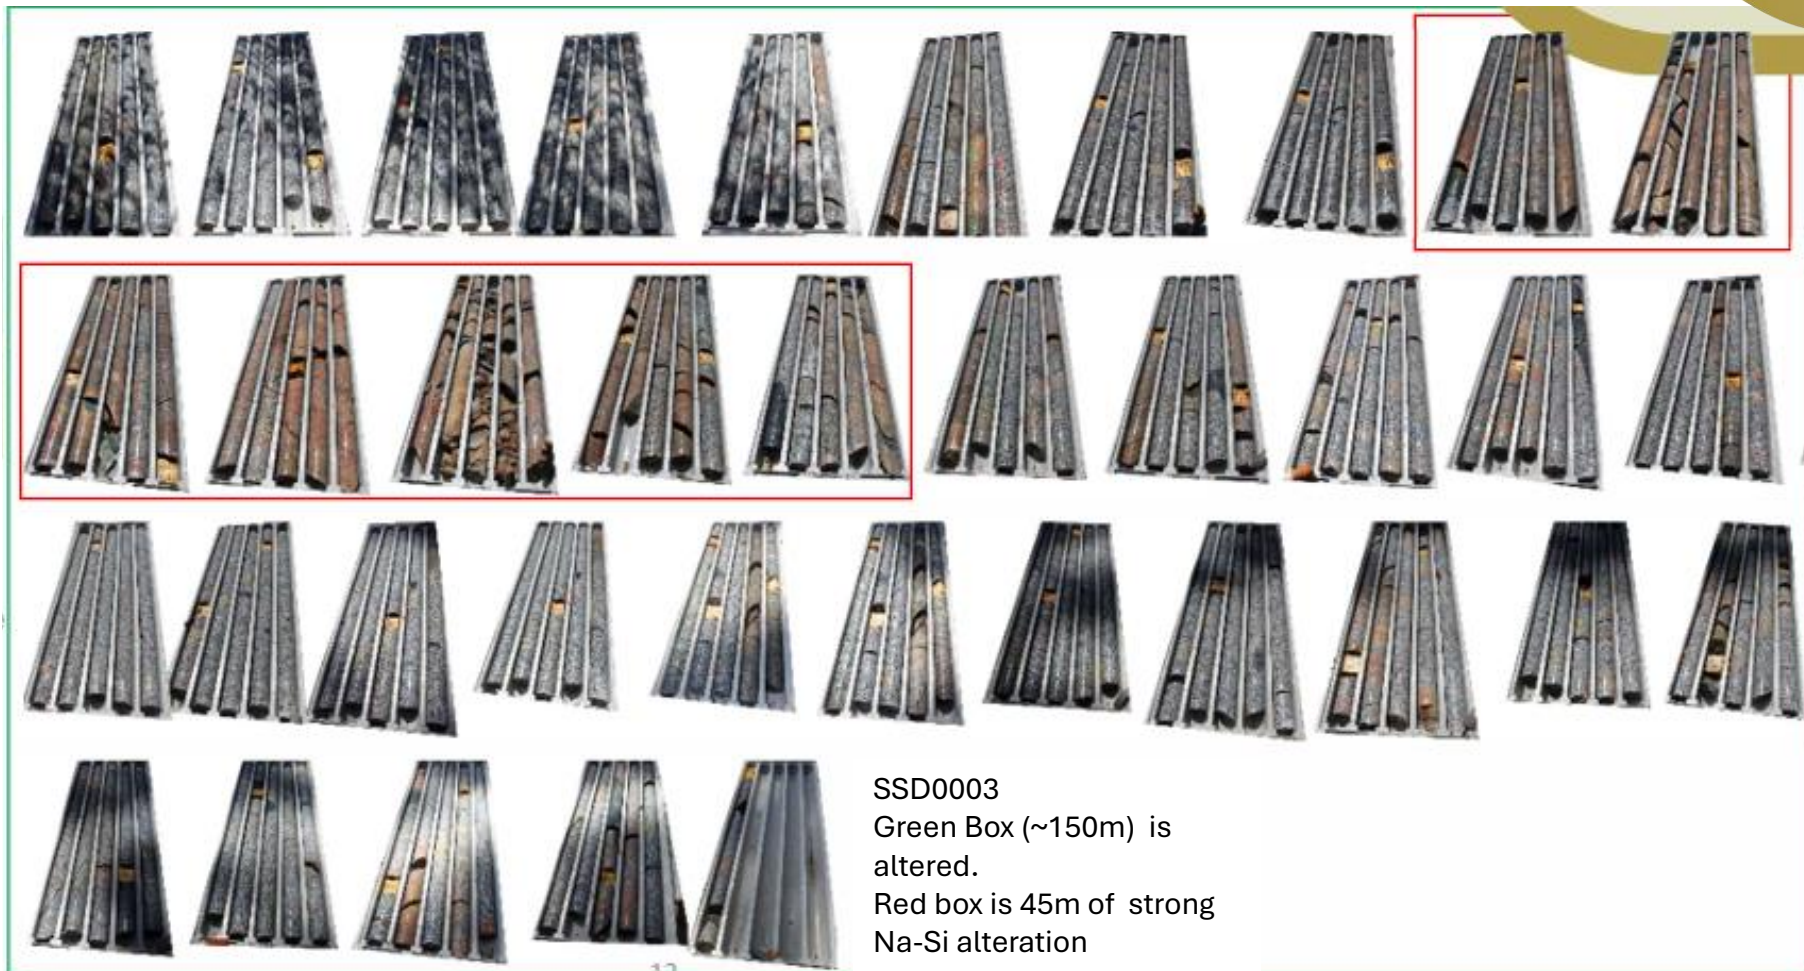 SSD0003
Green Box (~150m) is
altered.
Red box is 45m of strong
Na-Si alteration